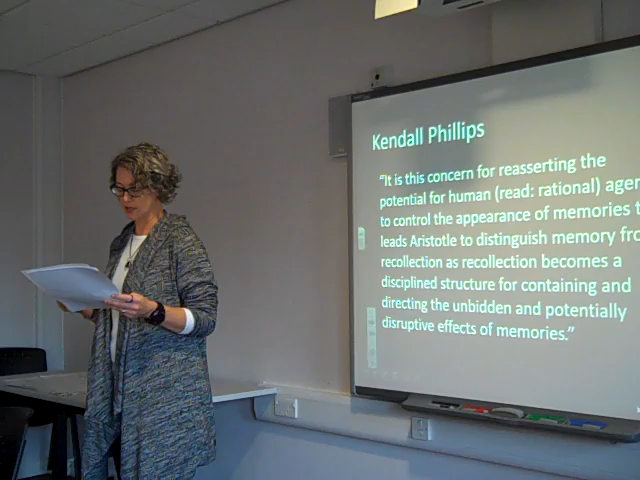 Kendall Phillips
"It is this concern for reasserting the
potential for human (read: rational)
to control the appearance of memories
leads Aristotle to distinguish memory
recollection as recollection becomes a
disciplined structure for containing and
directing the unbidden and potentially
disruptive effects of memories."